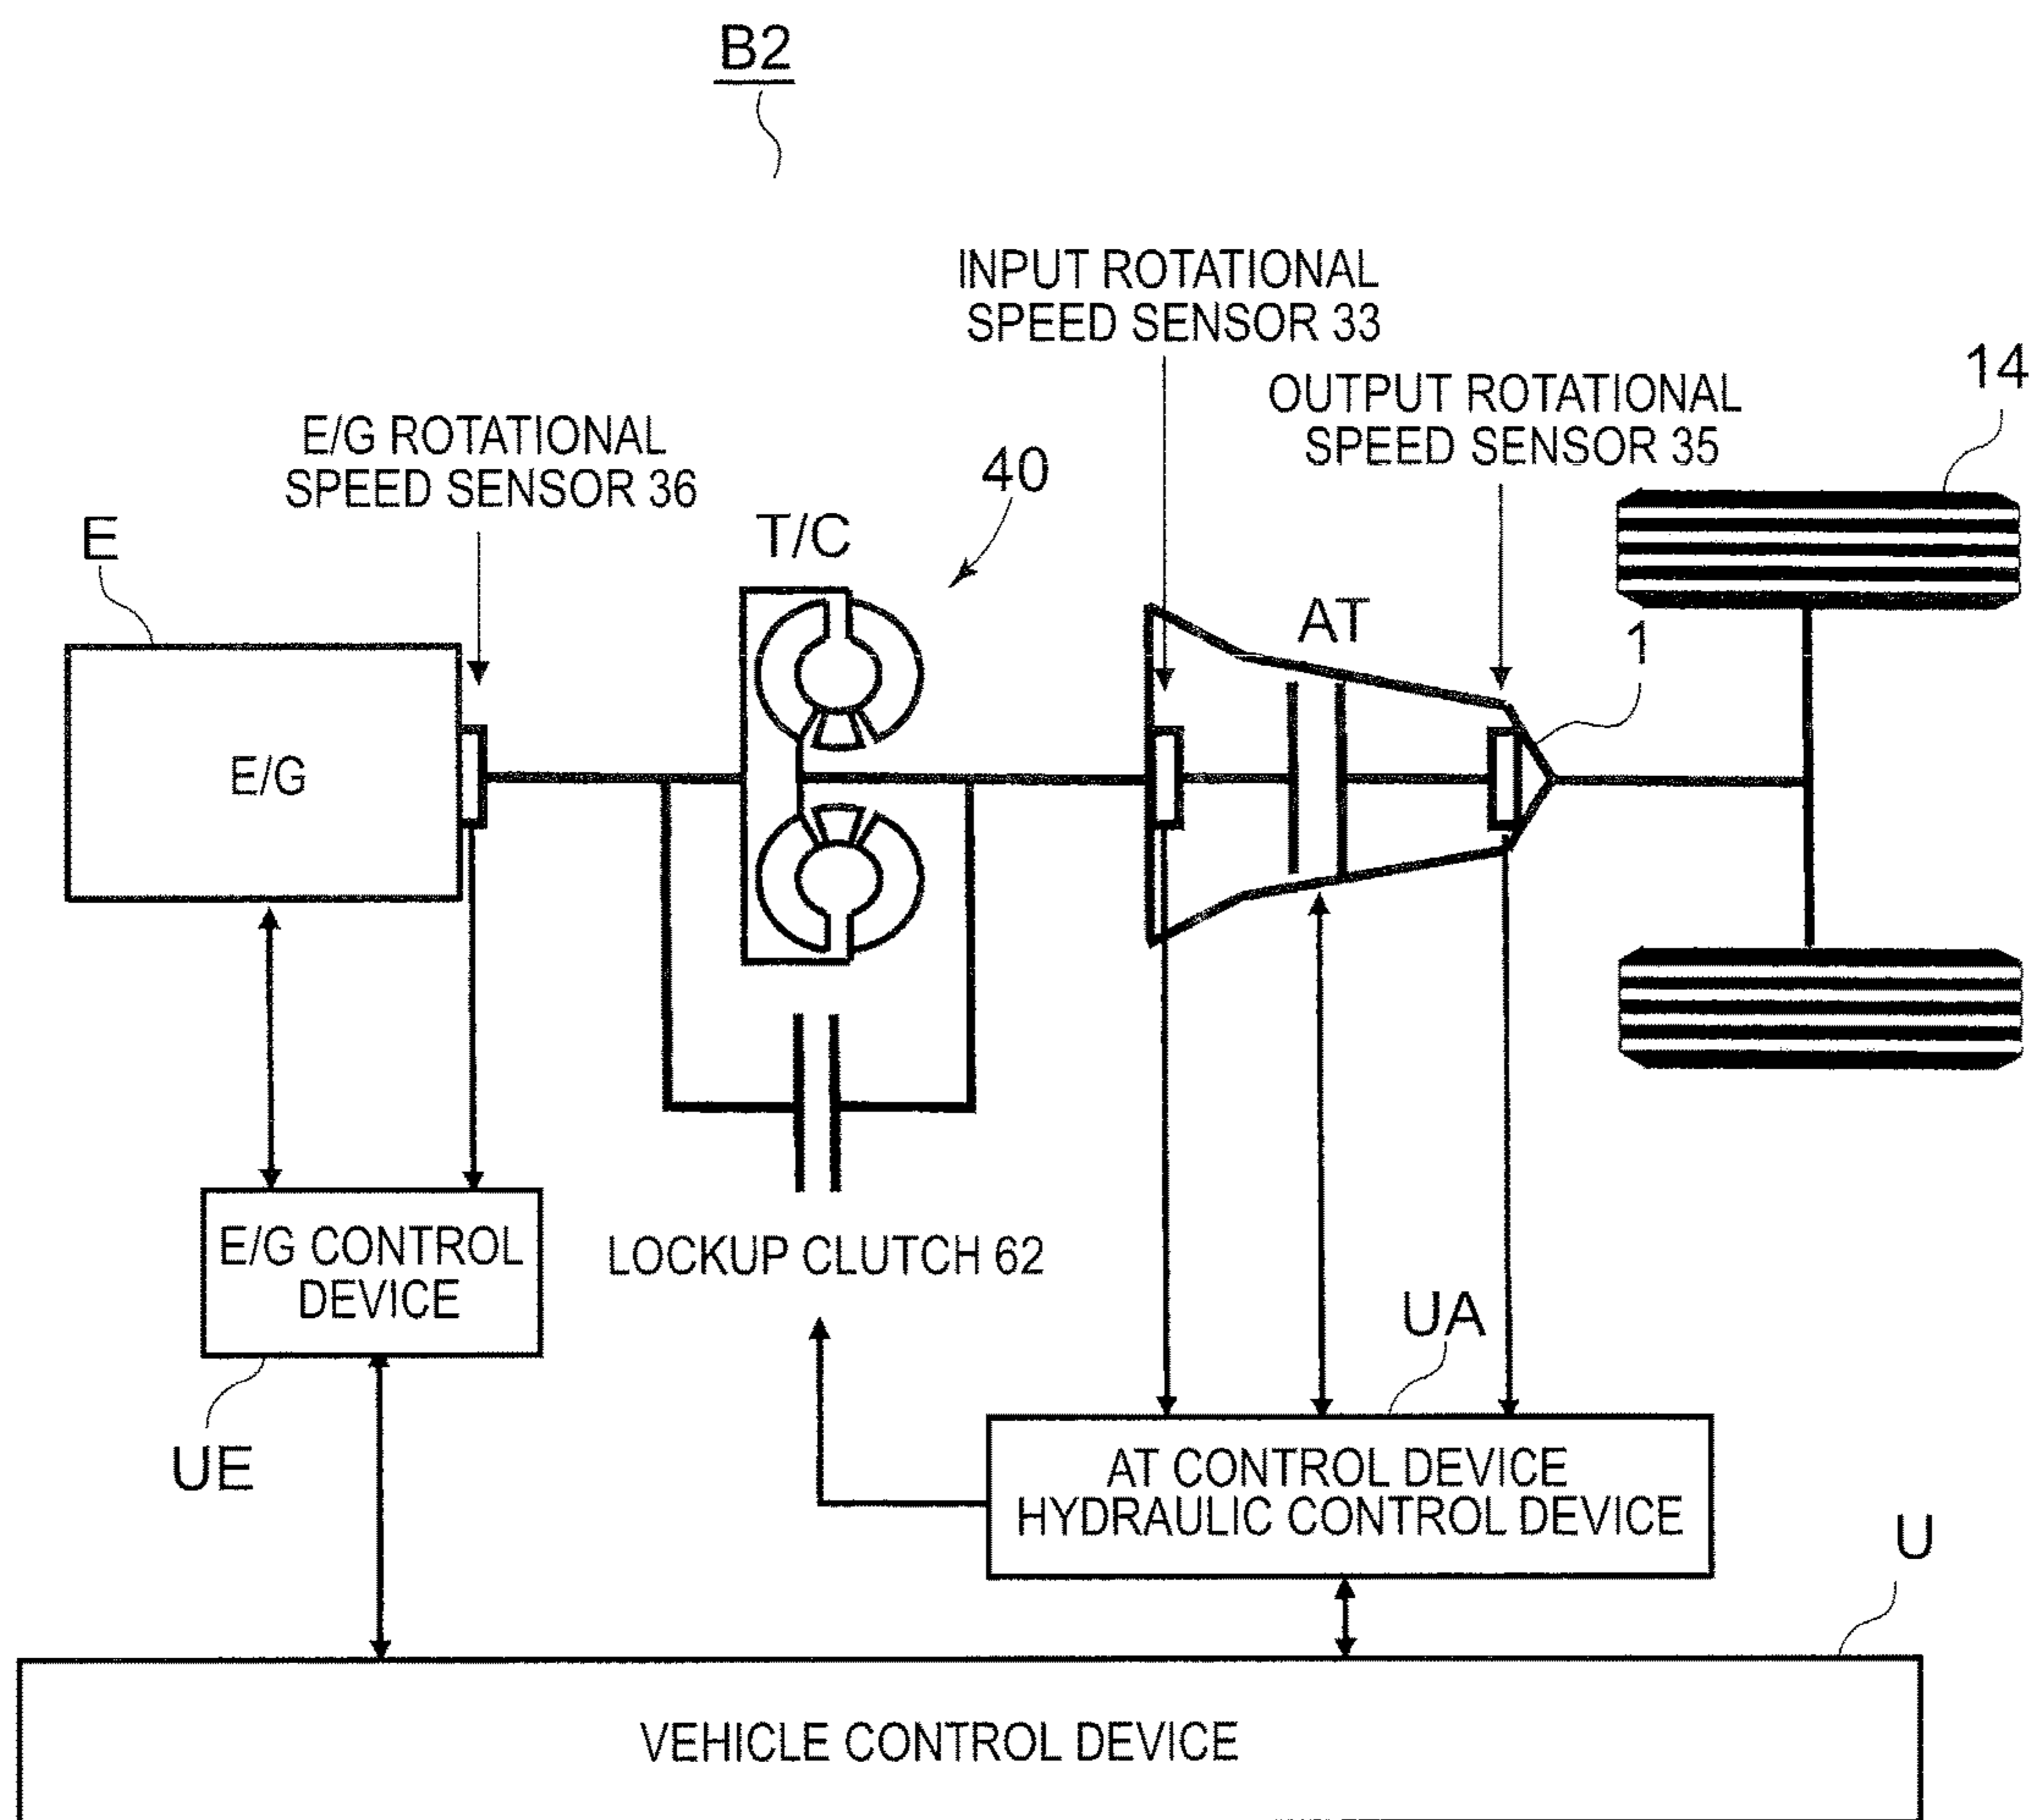 B2
INPUT ROTATIONAL
SPEED SENSOR 33
OUTPUT ROTATIONAL
SPEED SENSOR 35
14
E/G ROTATIONAL
SPEED SENSOR 36
40
E
T/C
AT
1
E/G
E/G CONTROL
DEVICE
LOCKUP CLUTCH 62
UA
UE
AT CONTROL DEVICE
HYDRAULIC CONTROL DEVICE
U
VEHICLE CONTROL DEVICE